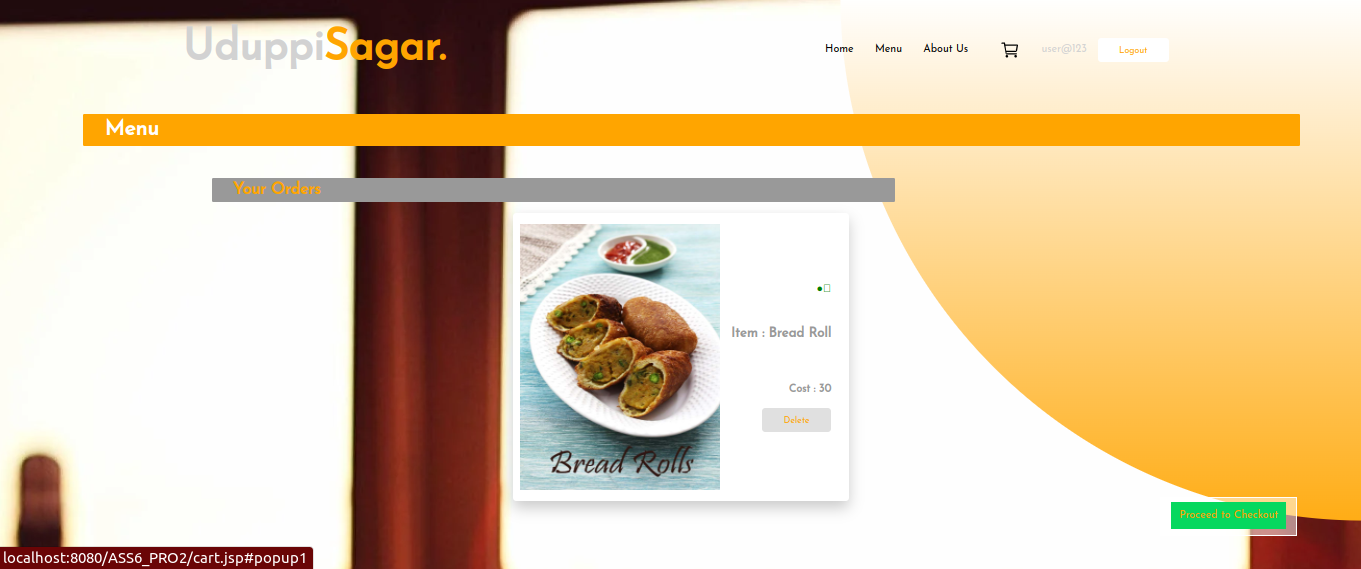 UduppiSagar.
Home Menu About Us user@123 Logout
Menu
Your Orders
Item : Bread Roll
Cost : 30
Delete
Bread Rolls
Proceed to Checkout
localhost:8080/ASS6_PRO2/cart.jsp#popup1